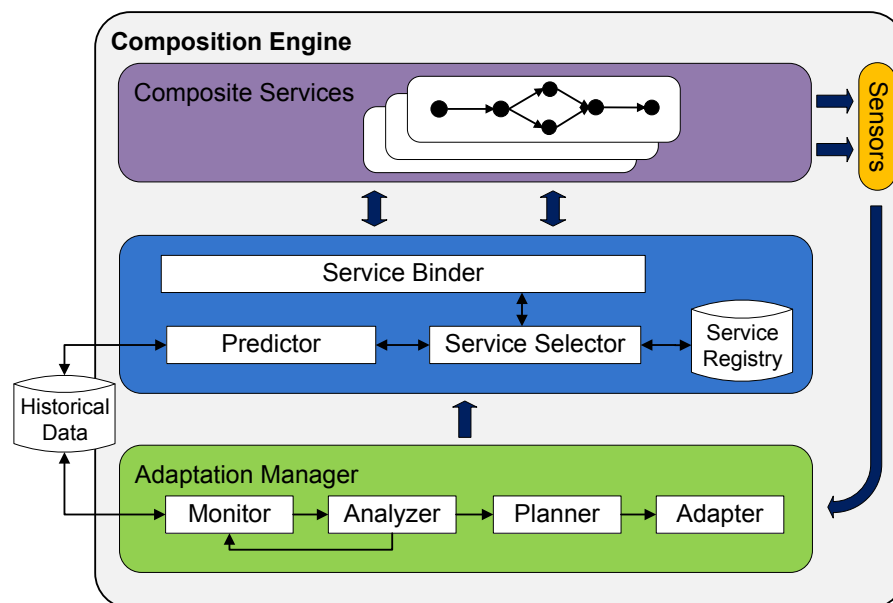 Composition Engine
Composite Services
Sensors
Service Binder
Predictor
Service Selector
Service
Registry
Historical
Data
Adaptation Manager
Monitor
Analyzer
Planner
Adapter